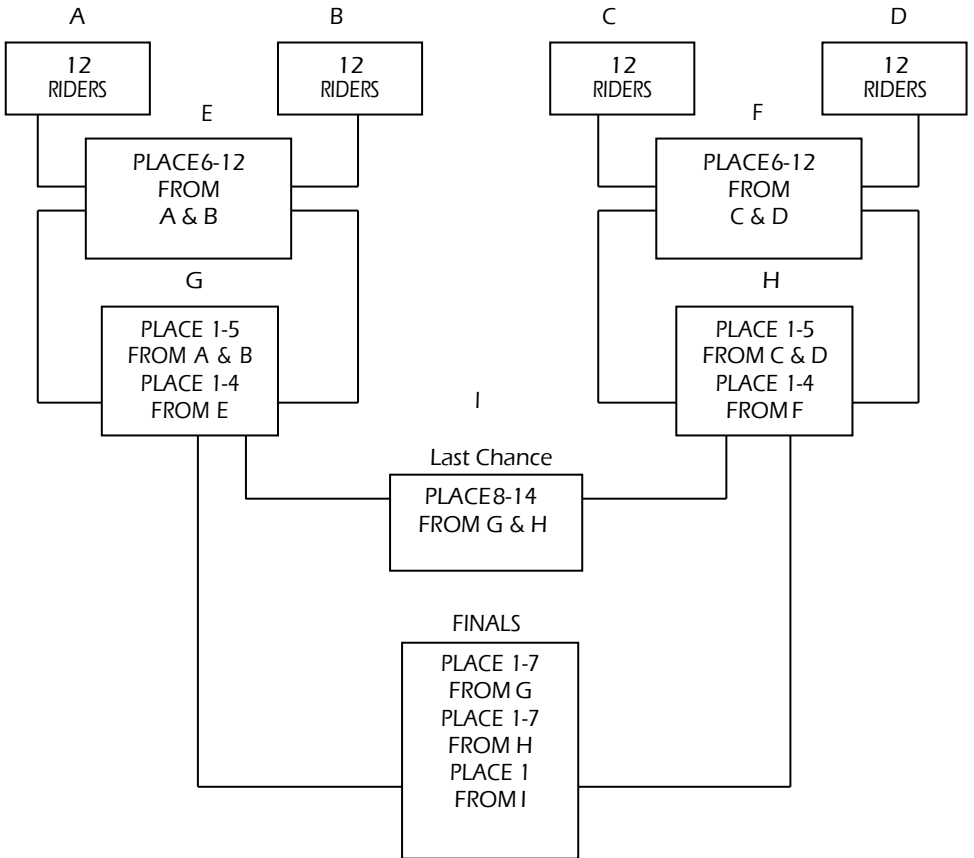 A
B
C
D
12
RIDERS
12
RIDERS
12
RIDERS
12
RIDERS
E
F
PLACE6-12
FROM
A & B
PLACE6-12
FROM
C & D
G
H
PLACE 1-5
FROM A & B
PLACE 1-4
FROM E
PLACE 1-5
FROM C & D
PLACE 1-4
FROM F
I
Last Chance
PLACE8-14
FROM G & H
FINALS
PLACE 1-7
FROM G
PLACE 1-7
FROM H
PLACE 1
FROM I